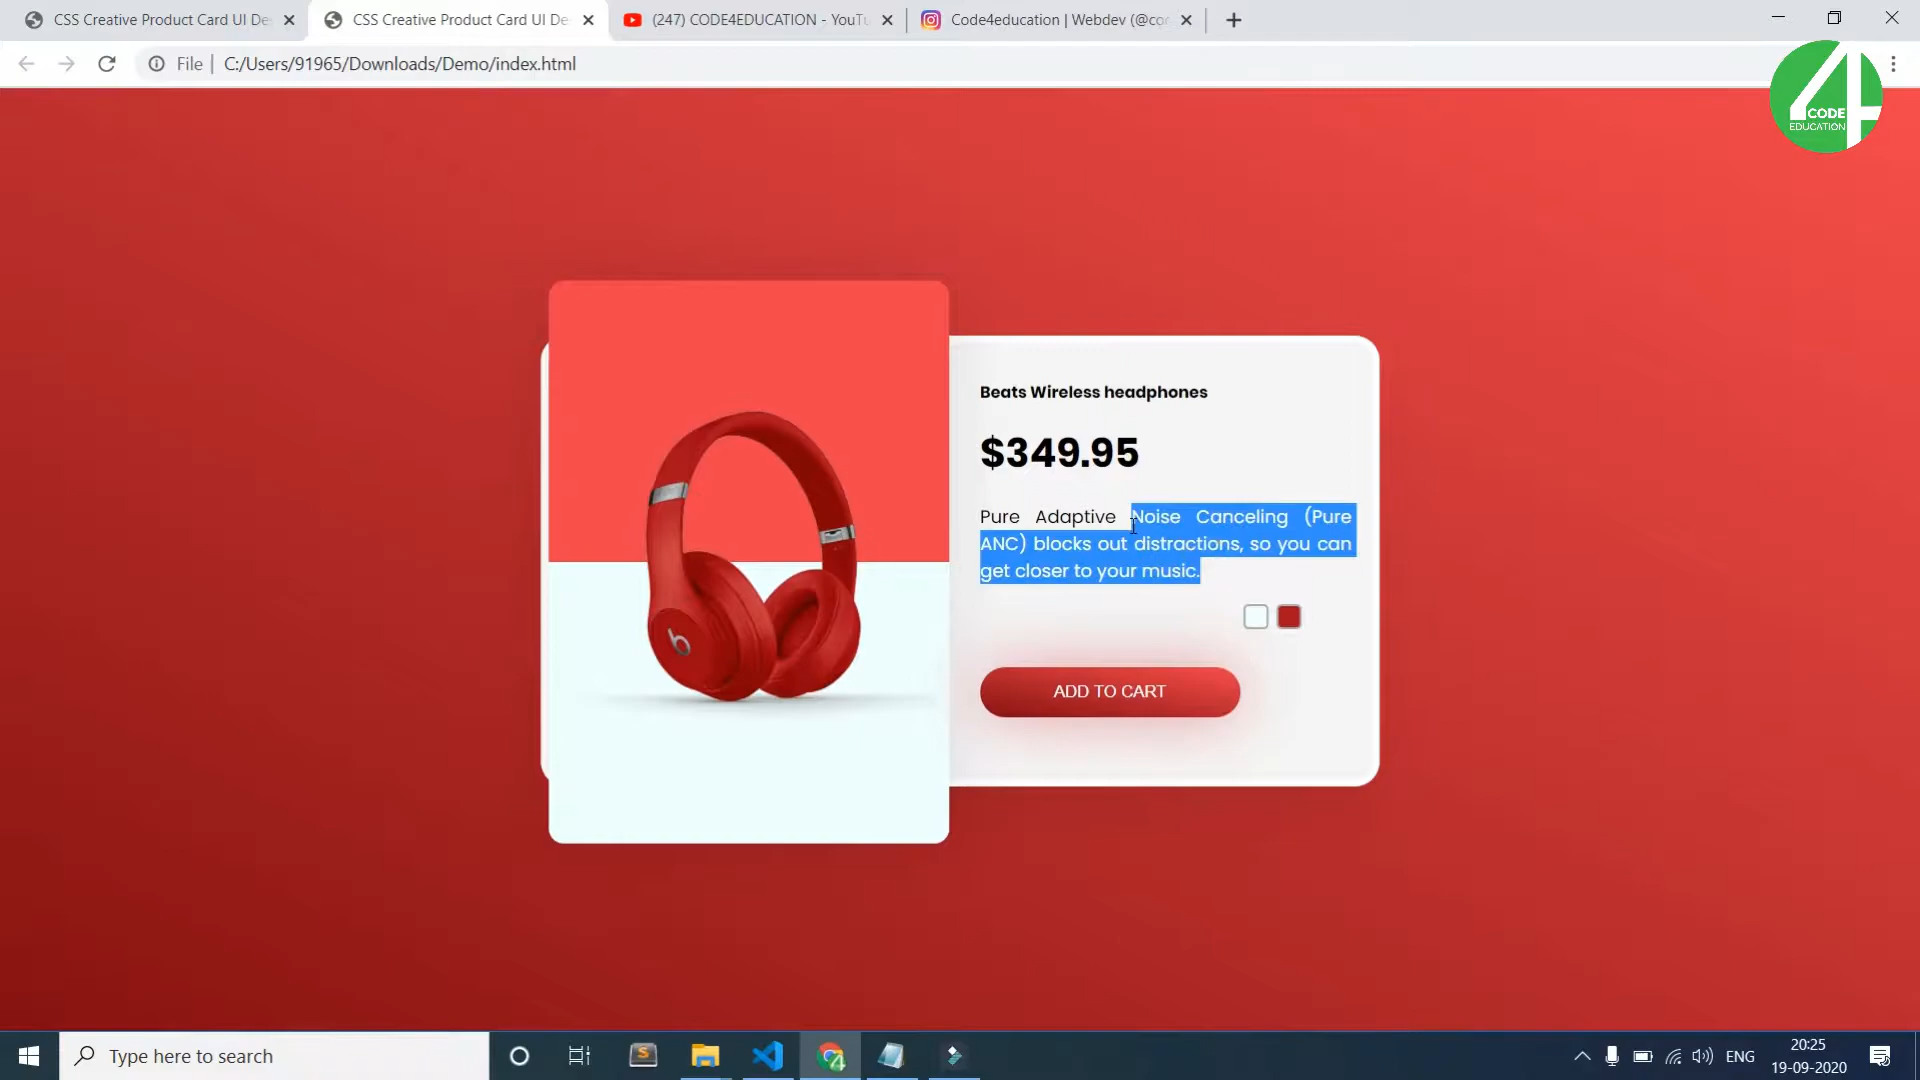 CSS Creative Product Card UI De
CSS Creative Product Card UI De
(247) CODE4EDUCATION - YouTu
Code4education | Webdev (@co
File
C:/Users/91965/Downloads/Demo/index.html
4
CODE
EDUCATION
Beats Wireless headphones
$349.95
Pure Adaptive Noise Canceling (Pure
ANC) blocks out distractions, so you can
get closer to your music.
b
ADD TO CART
Type here to search
S
4
ENG
20:25
19-09-2020